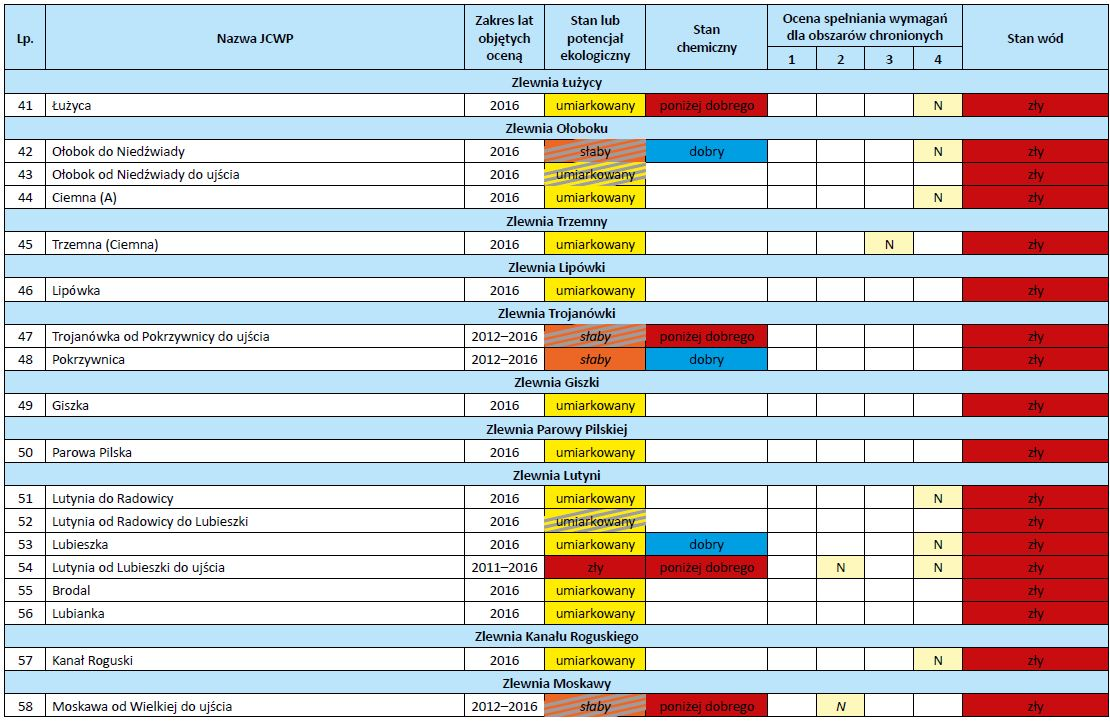 Lp. Nazwa JCWP Zakres lat objętych oceną Stan lub potencjał ekologiczny Stan chemiczny Ocena spełniania wymagań dla obszarów chronionych Stan wód
1 2 3 4
Zlewnia Łużycy
41 Łużyca 2016 umiarkowany poniżej dobrego N zły
Zlewnia Ołoboku
42 Ołobok do Niedźwiady 2016 słaby dobry N zły
43 Ołobok od Niedźwiady do ujścia 2016 umiarkowany zły
44 Ciemna (A) 2016 umiarkowany N zły
Zlewnia Trzemny
45 Trzemna (Ciemna) 2016 umiarkowany N zły
Zlewnia Lipówki
46 Lipówka 2016 umiarkowany zły
Zlewnia Trojanówki
47 Trojanówka od Pokrzywnicy do ujścia 2012–2016 słaby poniżej dobrego zły
48 Pokrzywnica 2012–2016 słaby dobry zły
Zlewnia Giszki
49 Giszka 2016 umiarkowany zły
Zlewnia Parowy Pilskiej
50 Parowa Pilska 2016 umiarkowany zły
Zlewnia Lutyni
51 Lutynia do Radowicy 2016 umiarkowany N zły
52 Lutynia od Radowicy do Lubieszki 2016 umiarkowany zły
53 Lubieszka 2016 umiarkowany dobry N zły
54 Lutynia od Lubieszki do ujścia 2011–2016 zły poniżej dobrego N N zły
55 Brodal 2016 umiarkowany zły
56 Lubianka 2016 umiarkowany zły
Zlewnia Kanału Roguskiego
57 Kanał Roguski 2016 umiarkowany N zły
Zlewnia Moskawy
58 Moskawa od Wielkiej do ujścia 2012–2016 słaby poniżej dobrego N zły